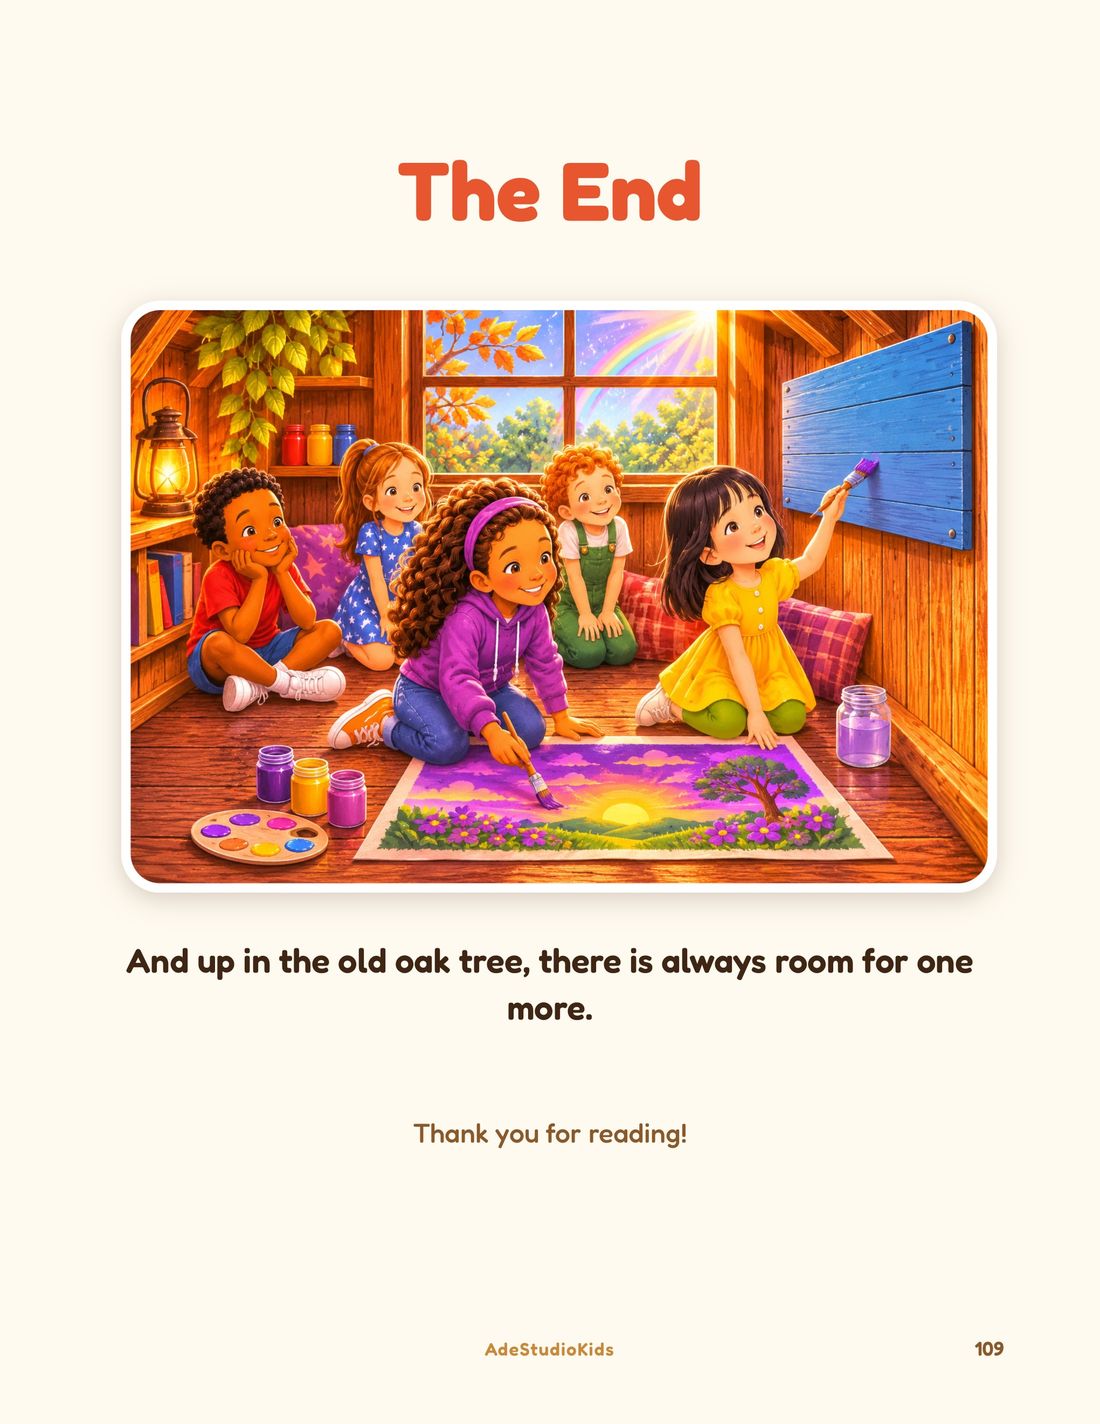 The End
And up in the old oak tree, there is always room for one
more.
Thank you for reading!
AdeStudioKids
109